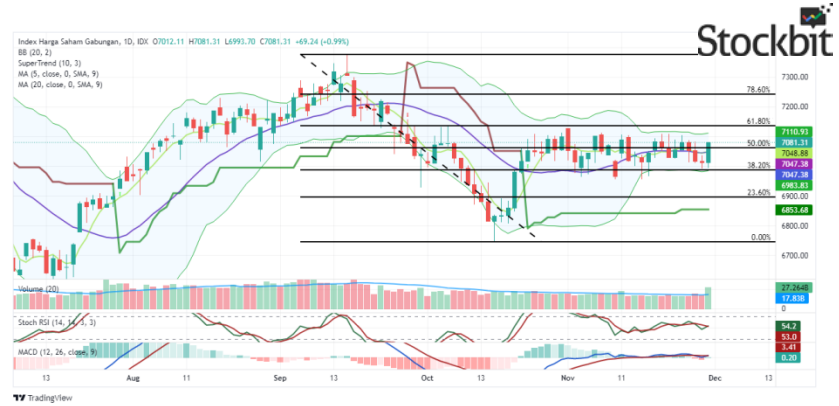 Stockbit
Index Harga Saham Gabungan, 1D, IDX O7012.11 H7081.31 L6993.70 C7081.31 +69.24 (+0.99%)
BB (20, 2)
SuperTrend (10, 3)
MA (5, close, 0, SMA, 9)
MA (20, close, 0, SMA, 9)
7300.00
78.60%
7200.00
61.80%
7110.93
50.00%
7081.31
7048.88
7047.38
38.20%
7047.38
6983.83
23.60%
6900.00
6853.68
6800.00
0.00%
6700.00
Volume (20)
27.264B
17.83B
0
Stoch RSI (14, 14, 3, 3)
54.2
53.0
MACD (12, 26, close, 9)
3.41
0.20
13 Aug 15 Sep 13 Oct 13 Nov 11 Dec 13
TradingView